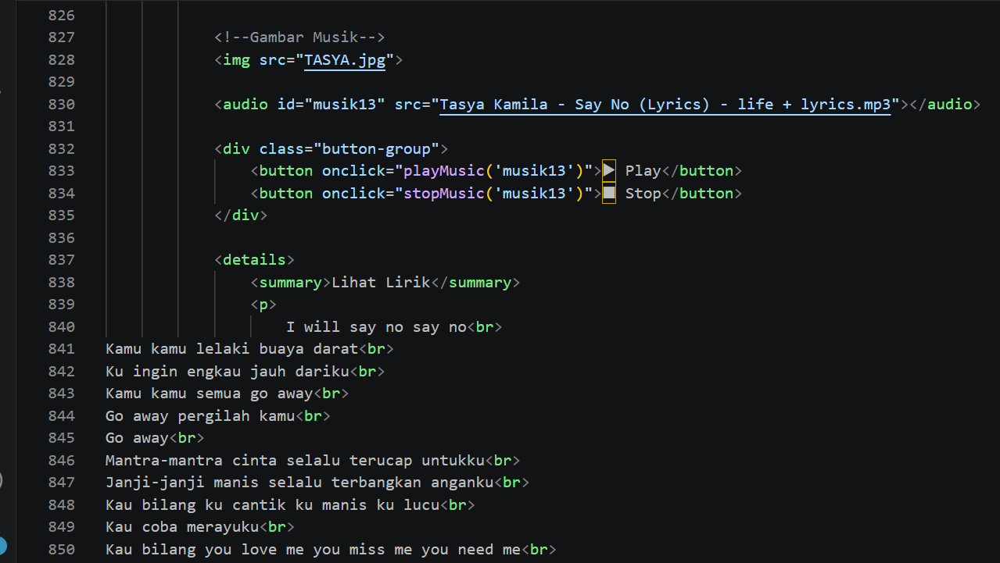 826
827 <!--Gambar Musik-->
828 <img src="TASYA.jpg">
829
830 <audio id="musik13" src="Tasya Kamila - Say No (Lyrics) - life + lyrics.mp3"></audio>
831
832 <div class="button-group">
833 <button onclick="playMusic('musik13')">▶ Play</button>
834 <button onclick="stopMusic('musik13')">■ Stop</button>
835 </div>
836
837 <details>
838 <summary>Lihat Lirik</summary>
839 <p>
840 I will say no say no<br>
841 Kamu kamu lelaki buaya darat<br>
842 Ku ingin engkau jauh dariku<br>
843 Kamu kamu semua go away<br>
844 Go away pergilah kamu<br>
845 Go away<br>
846 Mantra-mantra cinta selalu terucap untukku<br>
847 Janji-janji manis selalu terbangkan anganku<br>
848 Kau bilang ku cantik ku manis ku lucu<br>
849 Kau coba merayuku<br>
850 Kau bilang you love me you miss me you need me<br>